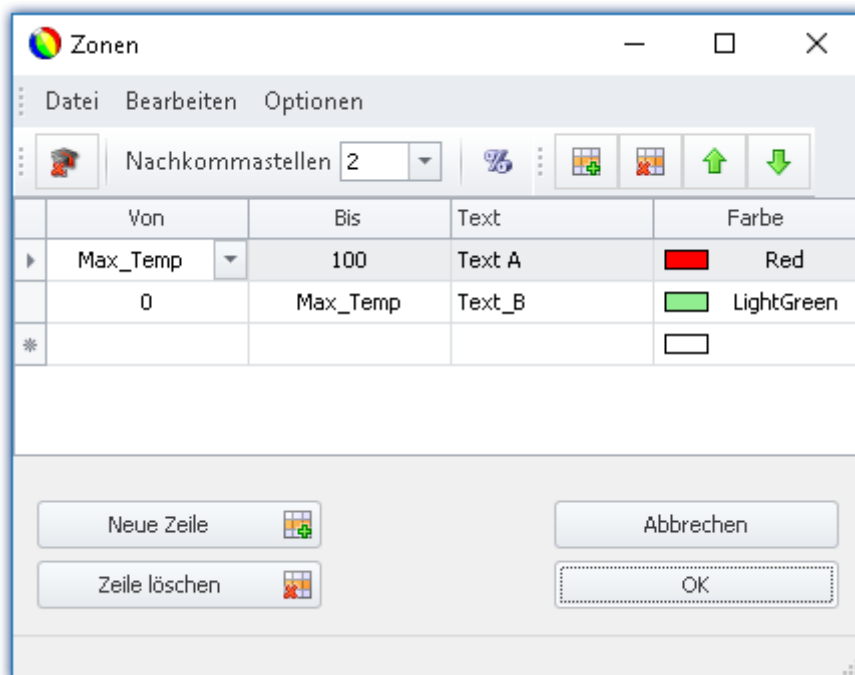 Zonen
Datei Bearbeiten Optionen
Nachkommastellen 2 %
Von Bis Text Farbe
Max_Temp 100 Text A Red
0 Max_Temp Text_B LightGreen
Neue Zeile Abbrechen
Zeile löschen OK